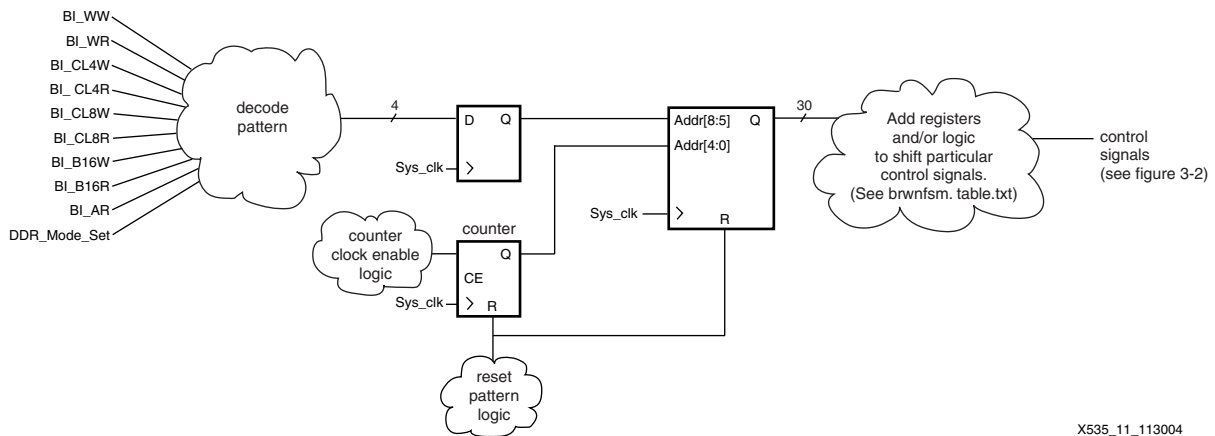 BI_WW
BI_WR
BI_CL4W
BI_ CL4R
BI_CL8W
BI_CL8R
BI_B16W
BI_B16R
BI_AR
DDR_Mode_Set
decode
pattern
4
D Q
Sys_clk
counter
clock enable
logic
counter
Q
CE
Sys_clk
R
reset
pattern
logic
Addr[8:5] Q
Addr[4:0]
Sys_clk
R
30
Add registers
and/or logic
to shift particular
control signals.
(See brwnfsm. table.txt)
control
signals
(see figure 3-2)
X535_11_113004